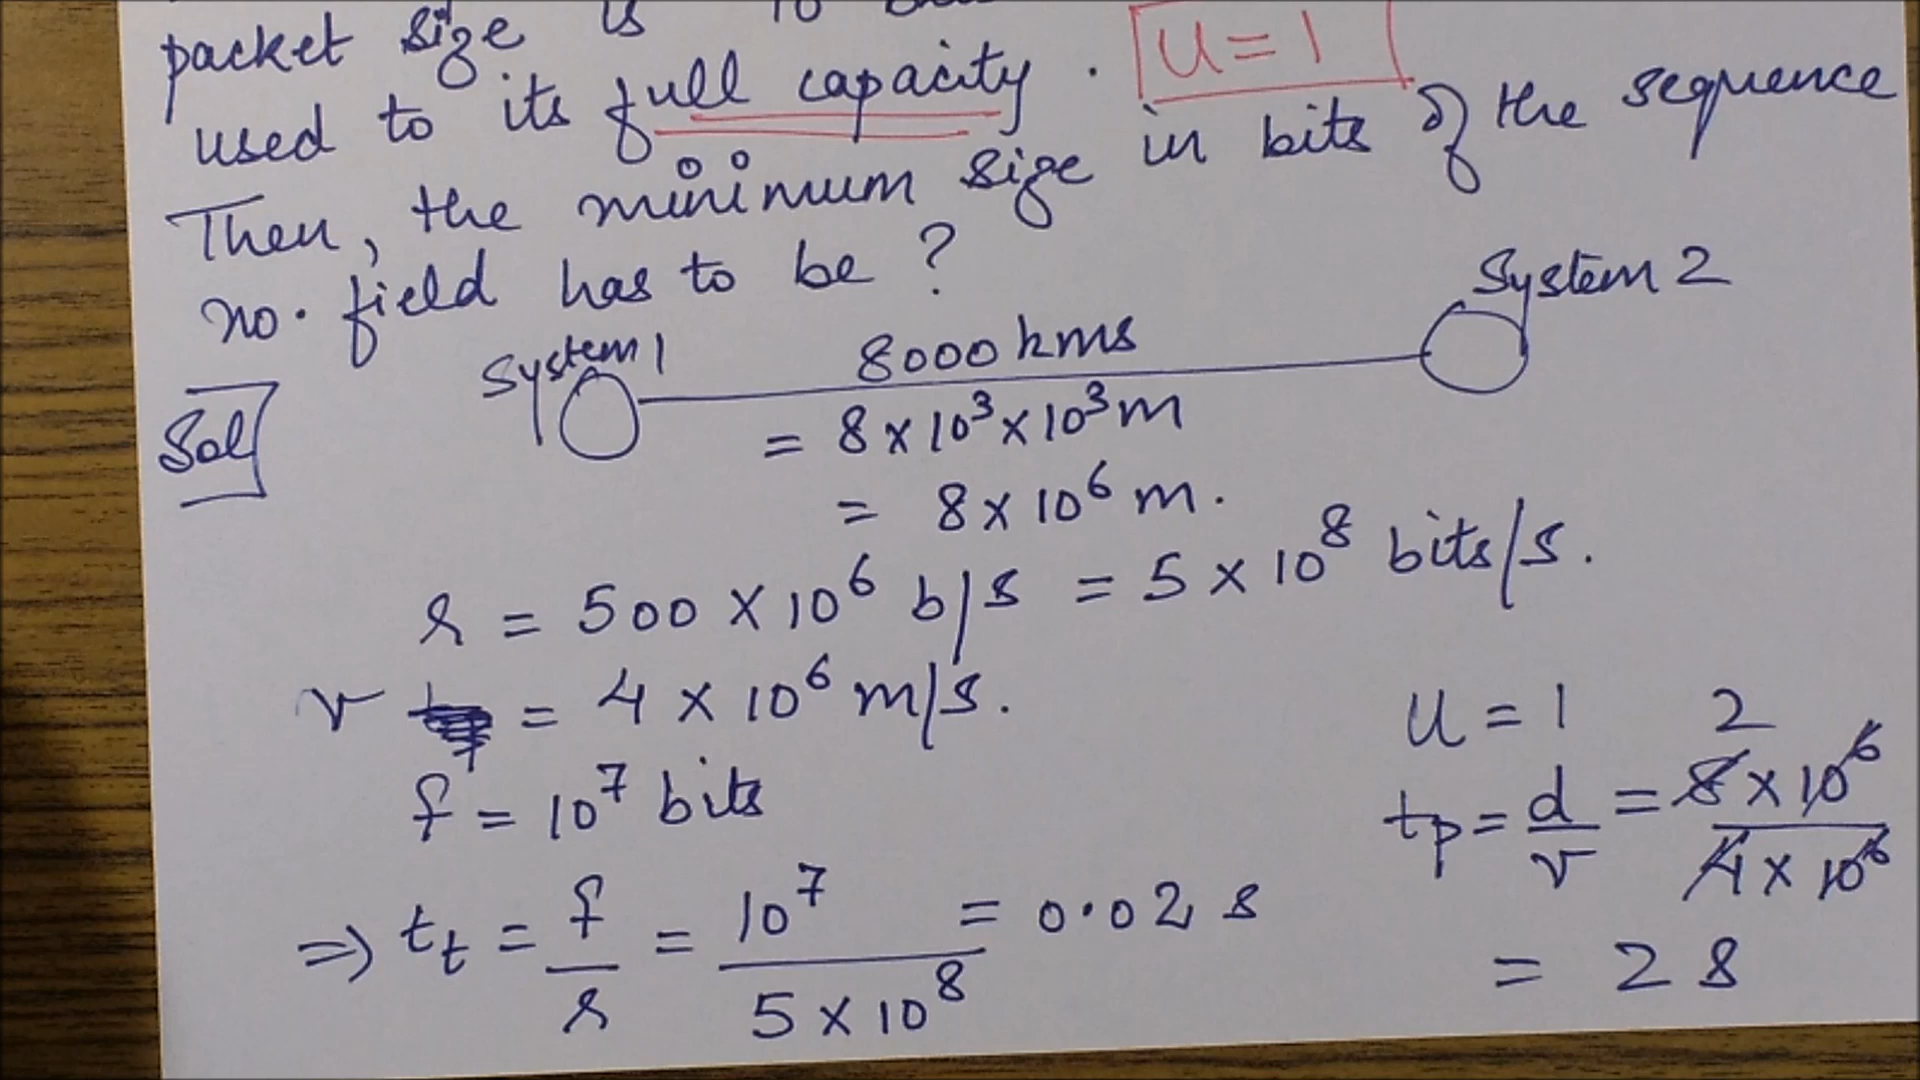 packet size is 10
used to its full capacity. U=1
Then, the minimum size in bits of the sequence
no. field has to be?
System 1 8000 kms System 2
Sol
= 8×10³×10³m
= 8×10⁶ m.
r = 500×10⁶ b/s = 5×10⁸ bits/s.
v = 4×10⁶ m/s.
U=1
f = 10⁷ bits
tp = d/v = 8×10⁶/4×10⁶ 2
⇒ tt = f/r = 10⁷/5×10⁸ = 0.02 s
= 2 s